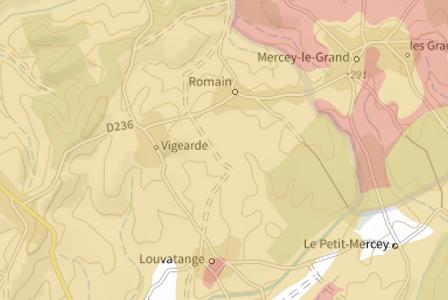 les Gra
Mercey-le-Grand
291
Romain
D236
Vigearde
Le Petit-Mercey
Louvatange